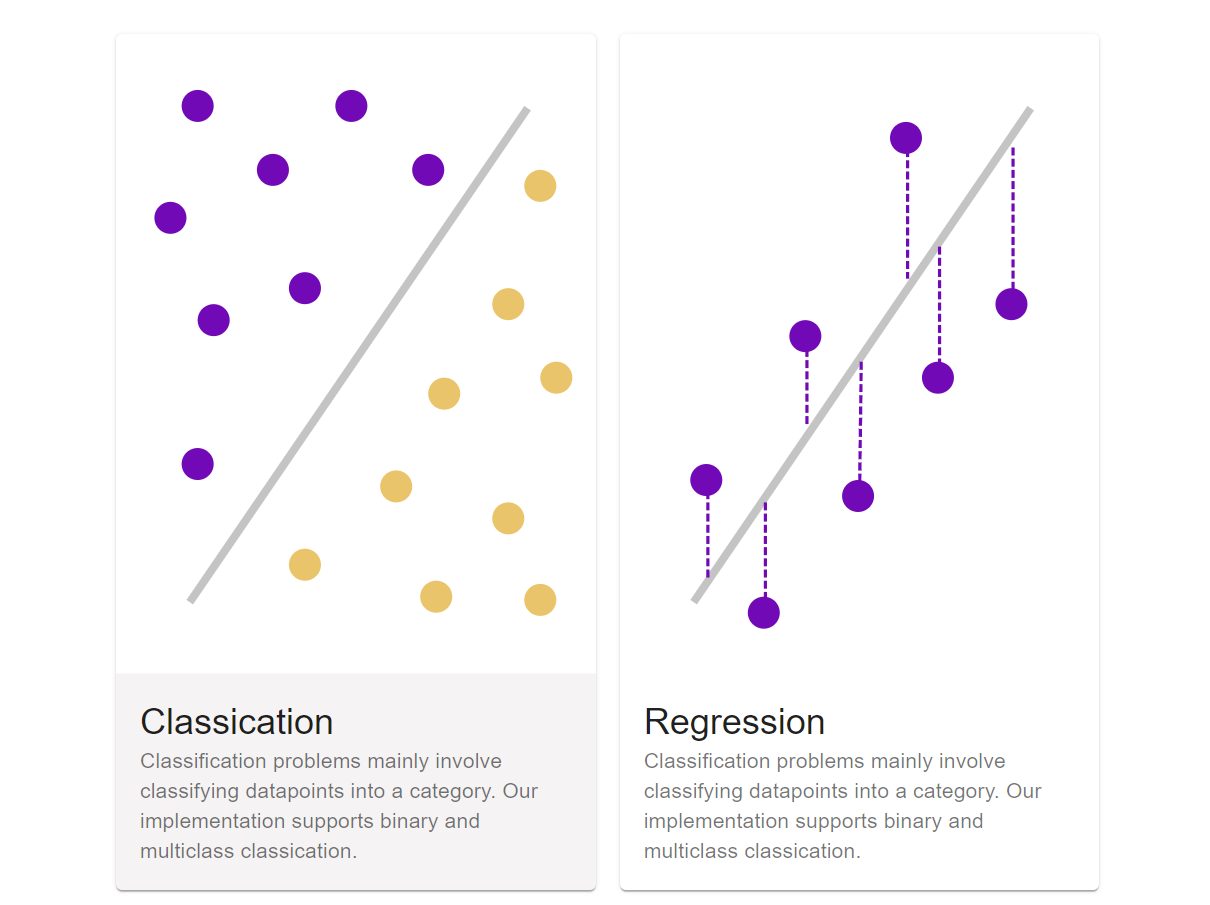 Classication
Classification problems mainly involve
classifying datapoints into a category. Our
implementation supports binary and
multiclass classication.
Regression
Classification problems mainly involve
classifying datapoints into a category. Our
implementation supports binary and
multiclass classication.